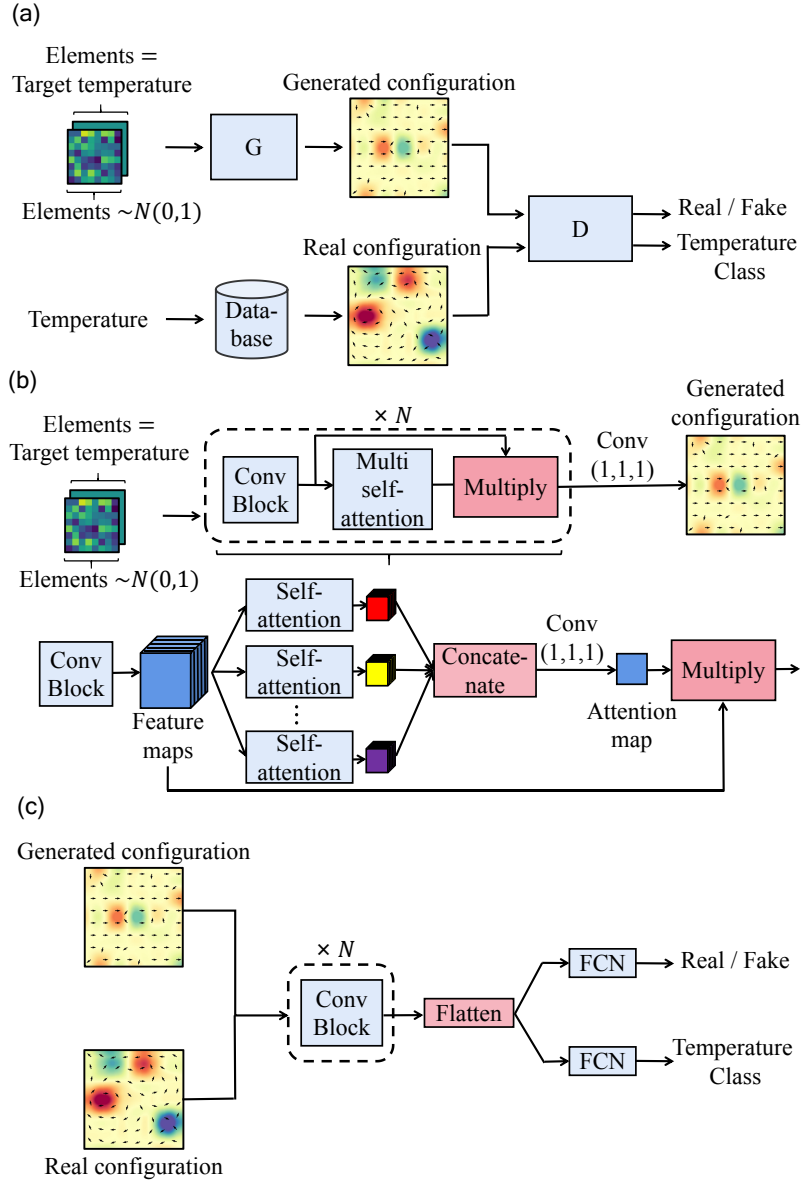 (a)
Elements =
Target temperature
Elements ~N(0,1)
G
Generated configuration
Real configuration
Temperature
Data-
base
D
Real / Fake
Temperature
Class
(b)
Elements =
Target temperature
Elements ~N(0,1)
× N
Conv
Block
Multi
self-
attention
Multiply
Conv
(1,1,1)
Generated
configuration
Conv
Block
Feature
maps
Self-
attention
Self-
attention
⋮
Self-
attention
Concate-
nate
Conv
(1,1,1)
Attention
map
Multiply
(c)
Generated configuration
Real configuration
× N
Conv
Block
Flatten
FCN
Real / Fake
FCN
Temperature
Class